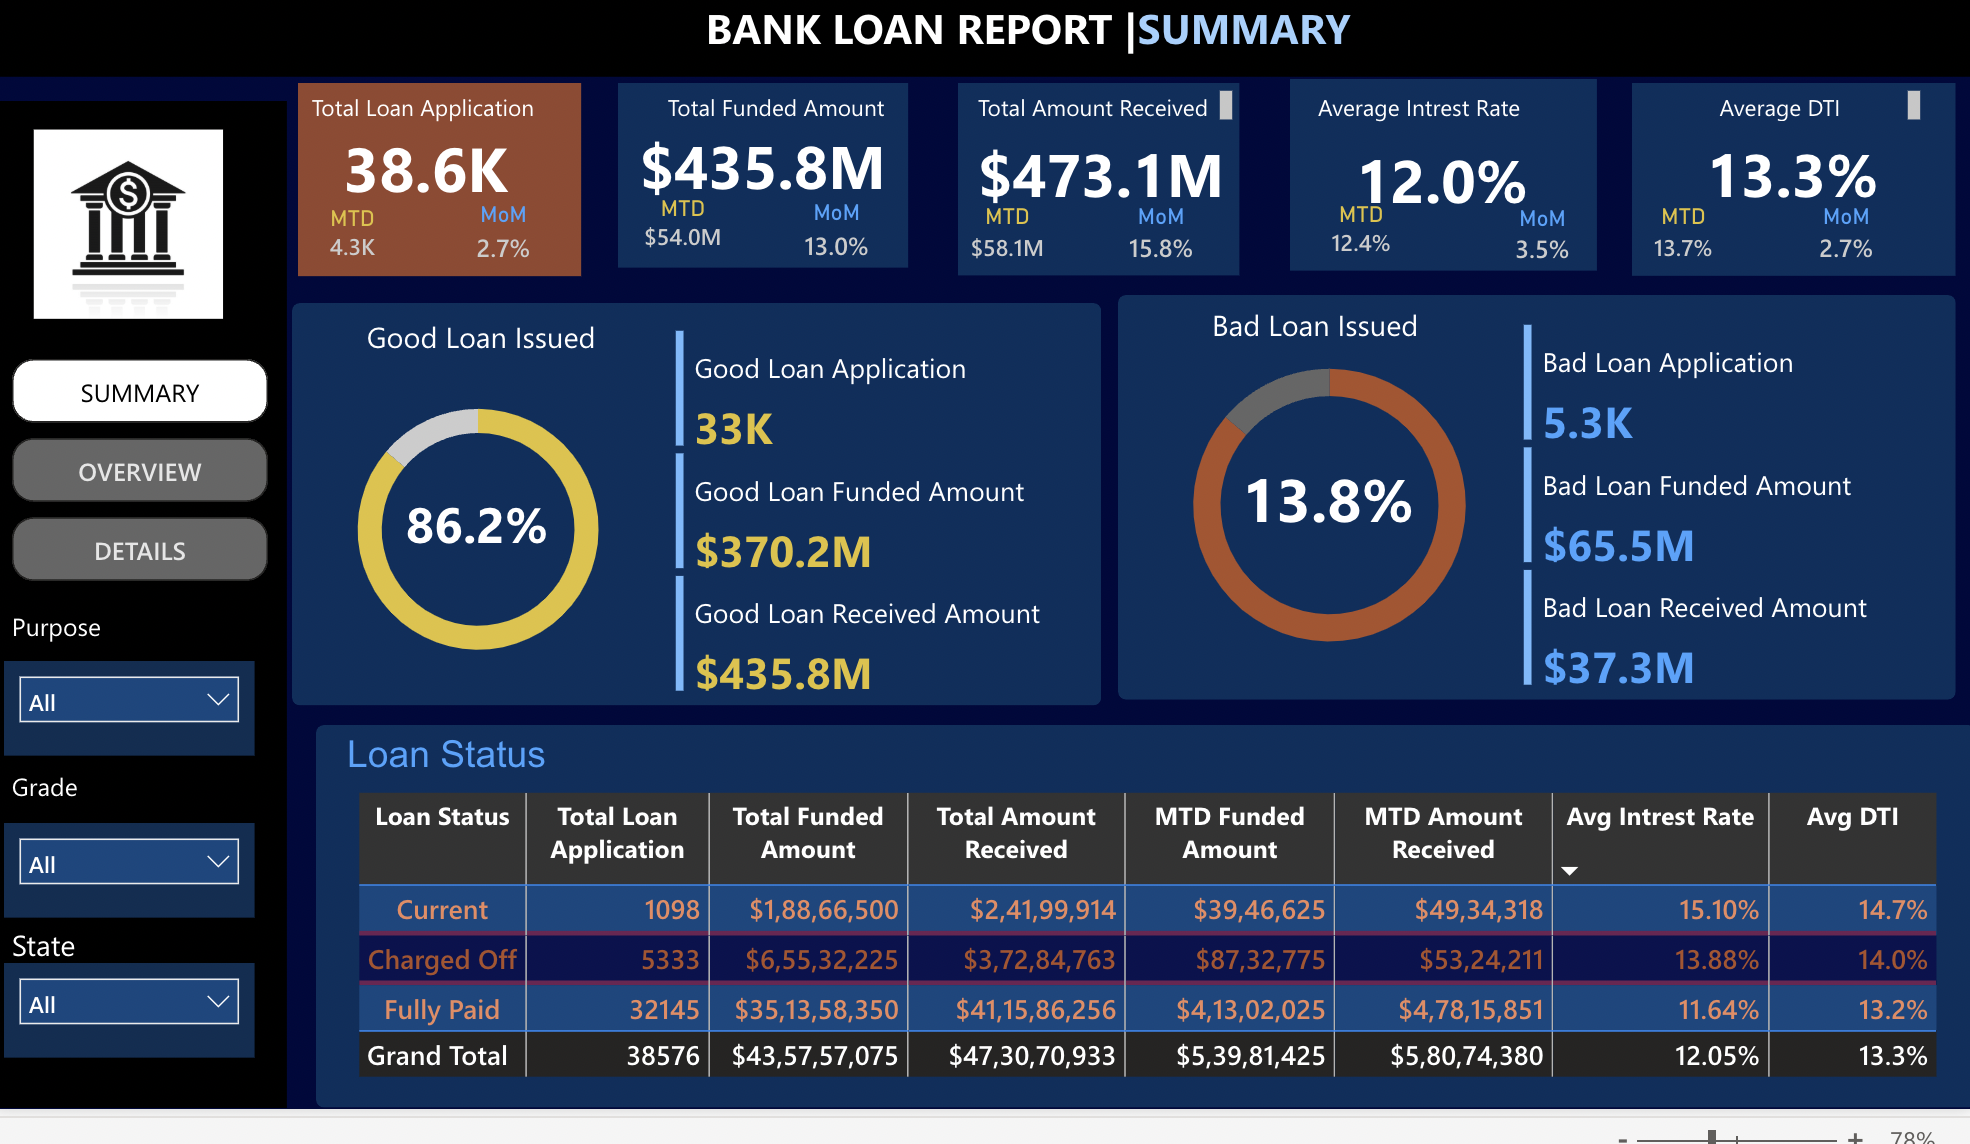 BANK LOAN REPORT |SUMMARY
Total Loan Application
38.6K
MTD
MoM
4.3K
2.7%
Total Funded Amount
$435.8M
MTD
MoM
$54.0M
13.0%
Total Amount Received
$473.1M
MTD
MoM
$58.1M
15.8%
Average Intrest Rate
12.0%
MTD
MoM
12.4%
3.5%
Average DTI
13.3%
MTD
MoM
13.7%
2.7%
$
SUMMARY
OVERVIEW
DETAILS
Purpose
All
Grade
All
State
All
Good Loan Issued
86.2%
Good Loan Application
33K
Good Loan Funded Amount
$370.2M
Good Loan Received Amount
$435.8M
Bad Loan Issued
13.8%
Bad Loan Application
5.3K
Bad Loan Funded Amount
$65.5M
Bad Loan Received Amount
$37.3M
Loan Status
Loan Status Total Loan Application Total Funded Amount Total Amount Received MTD Funded Amount MTD Amount Received Avg Intrest Rate Avg DTI
Current 1098 $1,88,66,500 $2,41,99,914 $39,46,625 $49,34,318 15.10% 14.7%
Charged Off 5333 $6,55,32,225 $3,72,84,763 $87,32,775 $53,24,211 13.88% 14.0%
Fully Paid 32145 $35,13,58,350 $41,15,86,256 $4,13,02,025 $4,78,15,851 11.64% 13.2%
Grand Total 38576 $43,57,57,075 $47,30,70,933 $5,39,81,425 $5,80,74,380 12.05% 13.3%
- + 78%